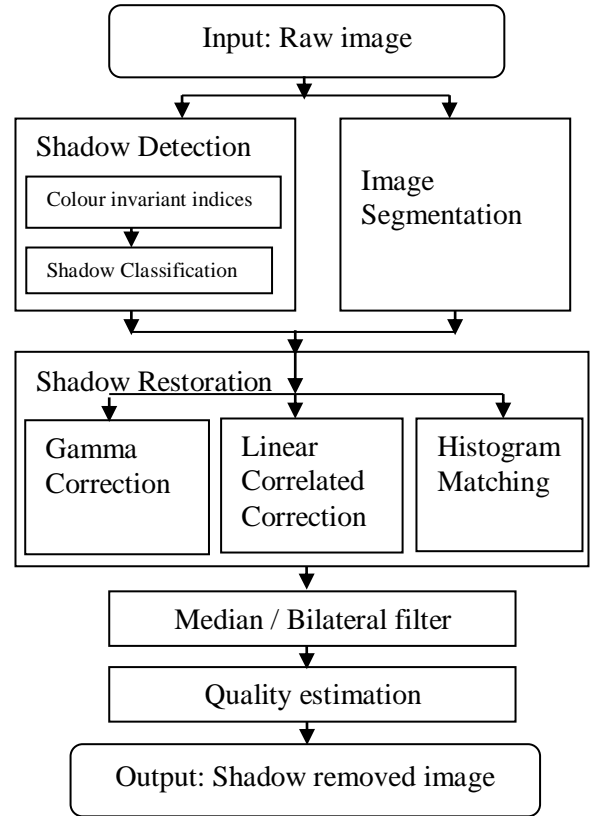 Input: Raw image
Shadow Detection
Colour invariant indices
Shadow Classification
Image
Segmentation
Shadow Restoration
Gamma
Correction
Linear
Correlated
Correction
Histogram
Matching
Median / Bilateral filter
Quality estimation
Output: Shadow removed image